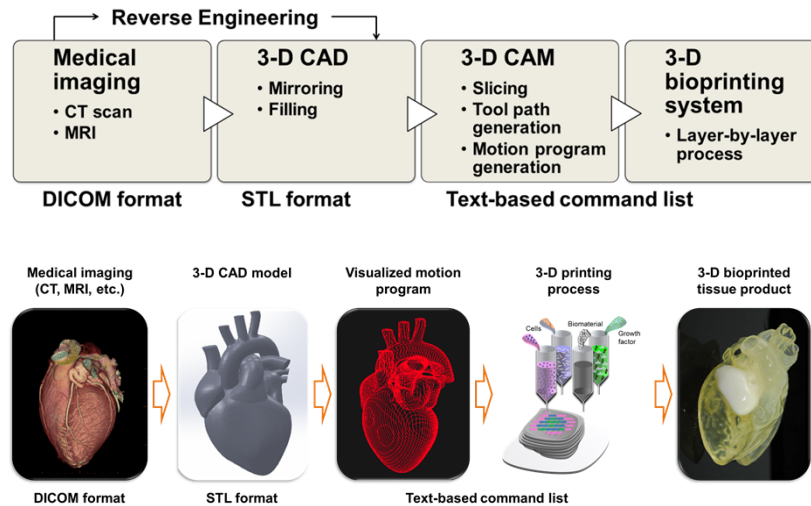 Reverse Engineering
Medical
imaging
• CT scan
• MRI
3-D CAD
• Mirroring
• Filling
3-D CAM
• Slicing
• Tool path
generation
• Motion program
generation
3-D
bioprinting
system
• Layer-by-layer
process
DICOM format
STL format
Text-based command list
Medical imaging
(CT, MRI, etc.)
3-D CAD model
Visualized motion
program
3-D printing
process
3-D bioprinted
tissue product
Cells
Biomaterial
Growth
factor
DICOM format
STL format
Text-based command list